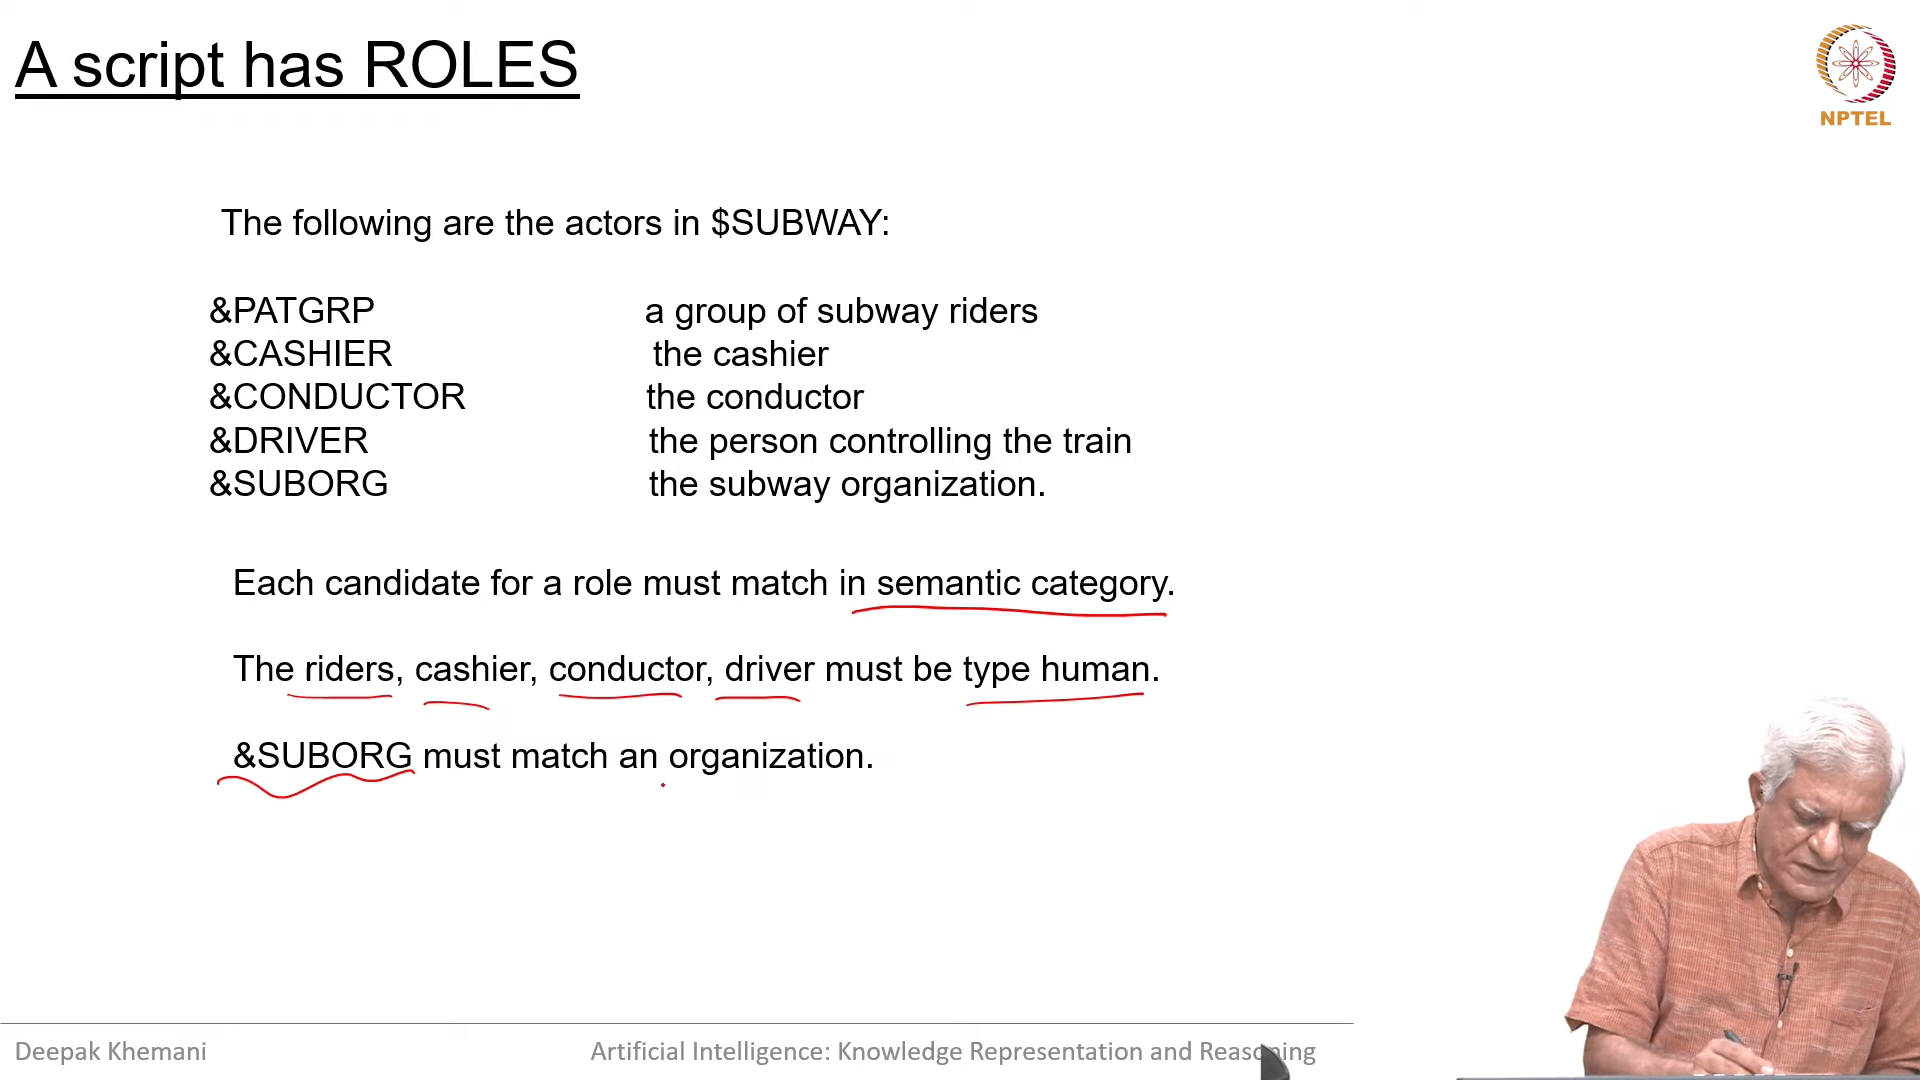 A script has ROLES
NPTEL
The following are the actors in $SUBWAY:
&PATGRP a group of subway riders
&CASHIER the cashier
&CONDUCTOR the conductor
&DRIVER the person controlling the train
&SUBORG the subway organization.
Each candidate for a role must match in semantic category.
The riders, cashier, conductor, driver must be type human.
&SUBORG must match an organization.
Deepak Khemani Artificial Intelligence: Knowledge Representation and Reasoning